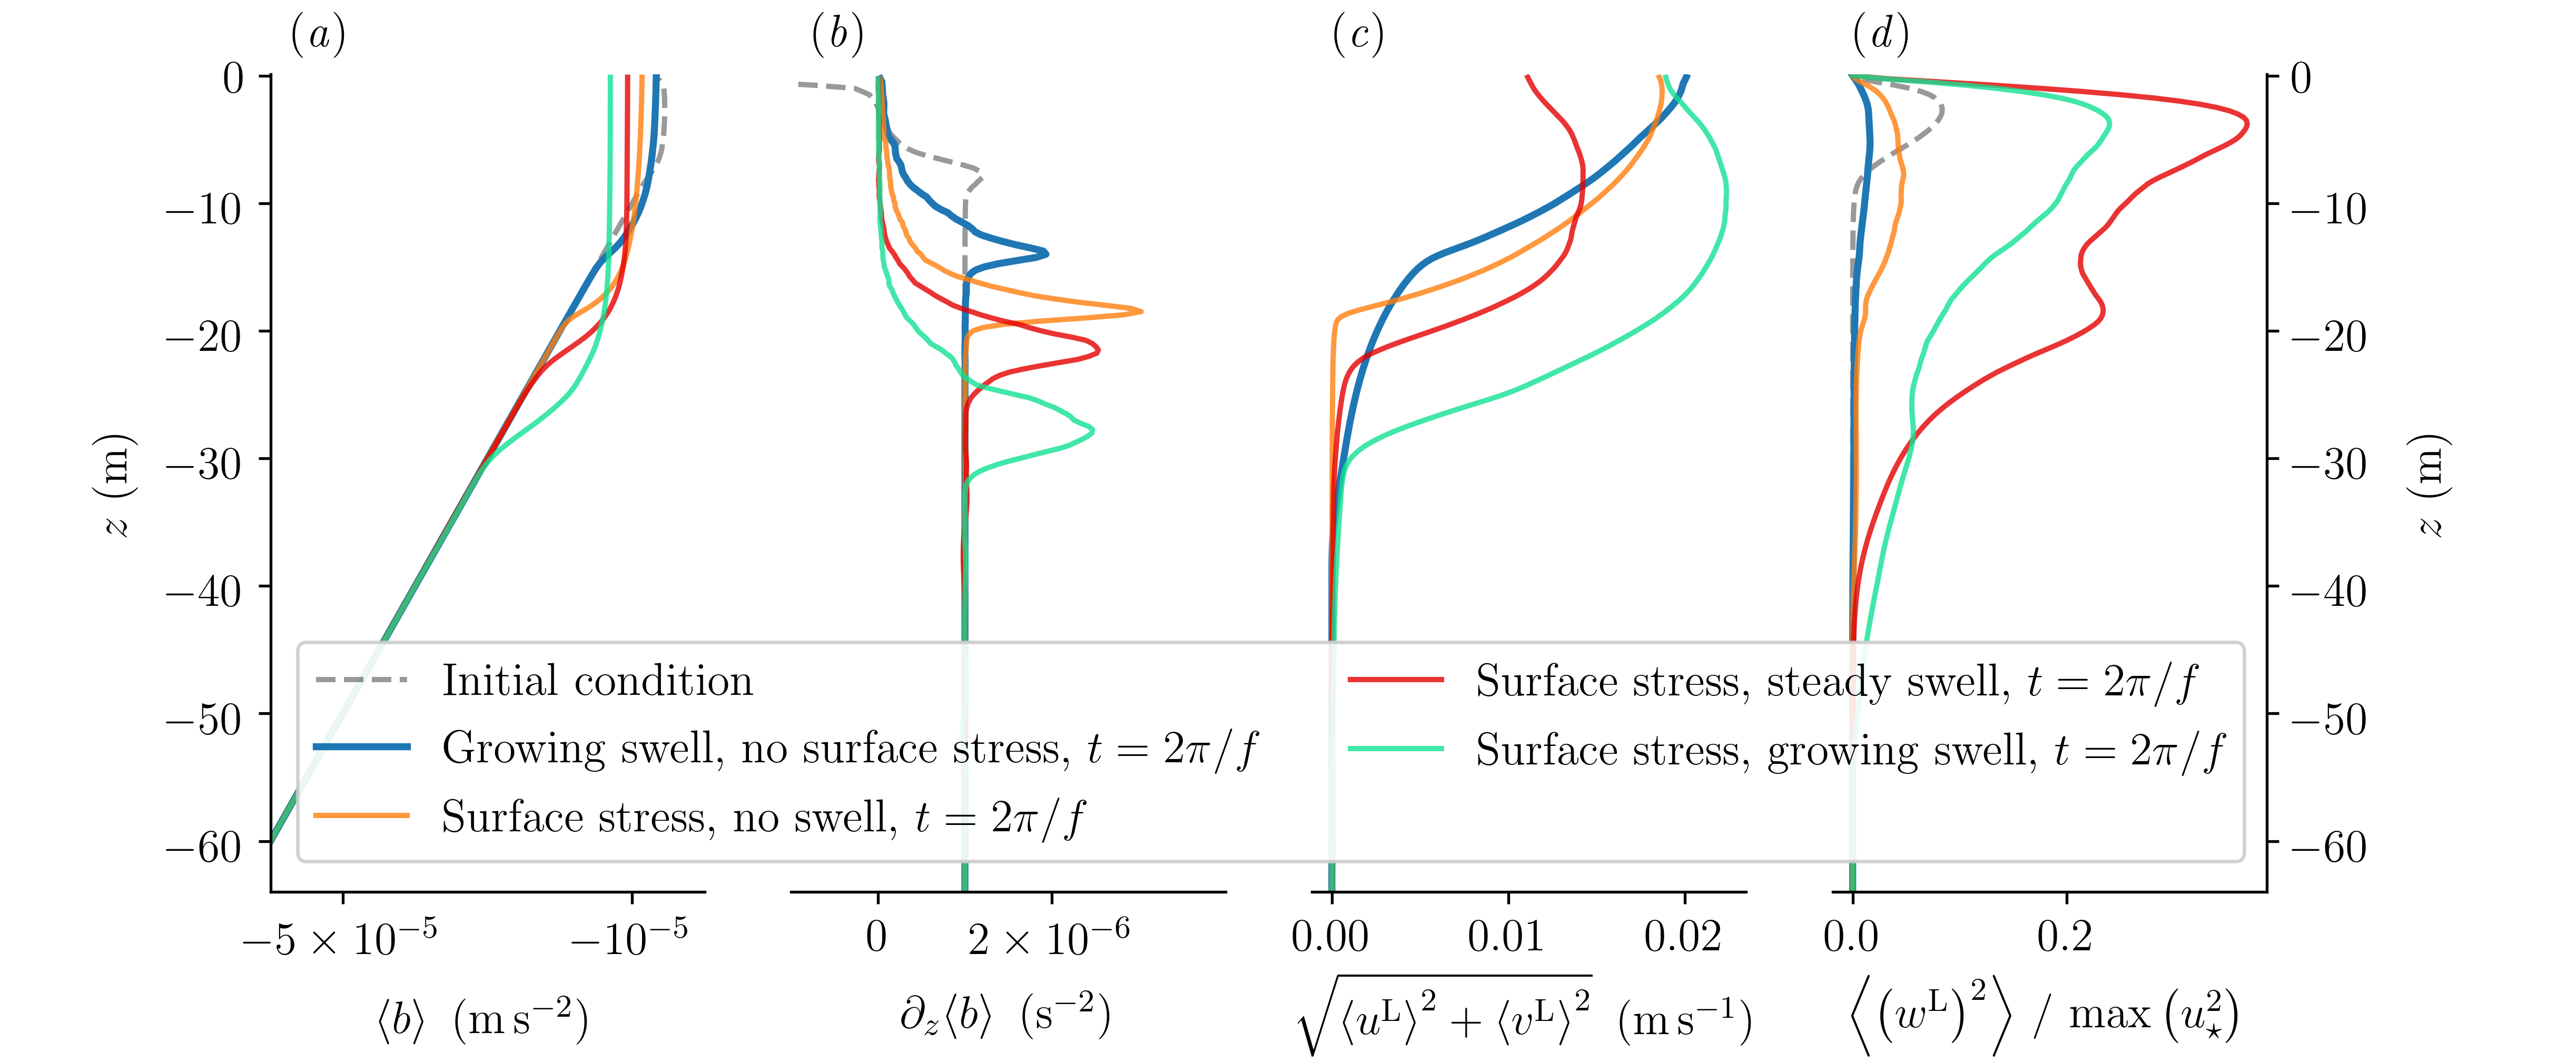 (a) (b) (c) (d)
0 0
−10 −10
−20 −20
−30 −30
−40 −40
−50 −50
−60 −60
z (m) z (m)
Initial condition
Growing swell, no surface stress, t = 2π/f
Surface stress, no swell, t = 2π/f
Surface stress, steady swell, t = 2π/f
Surface stress, growing swell, t = 2π/f
−5 × 10⁻⁵ −10⁻⁵ 0 2 × 10⁻⁶ 0.00 0.01 0.02 0.0 0.2
⟨b⟩ (m s⁻²) ∂_z⟨b⟩ (s⁻²) √(⟨uᴸ⟩² + ⟨vᴸ⟩²) (m s⁻¹) ⟨(wᴸ)²⟩ / max (u⋆²)